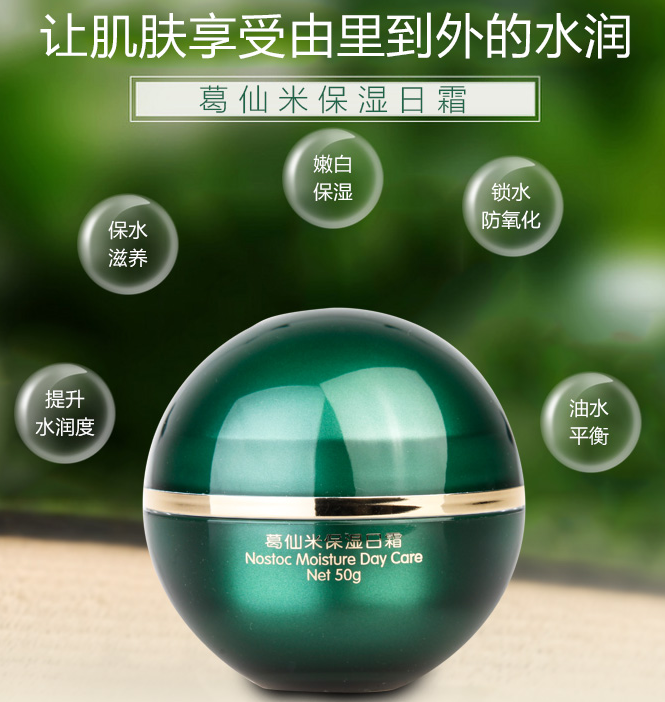 让肌肤享受由里到外的水润
葛仙米保湿日霜
嫩白
保湿
锁水
防氧化
保水
滋养
提升
水润度
油水
平衡
葛仙米保湿日霜
Nostoc Moisture Day Care
Net 50g